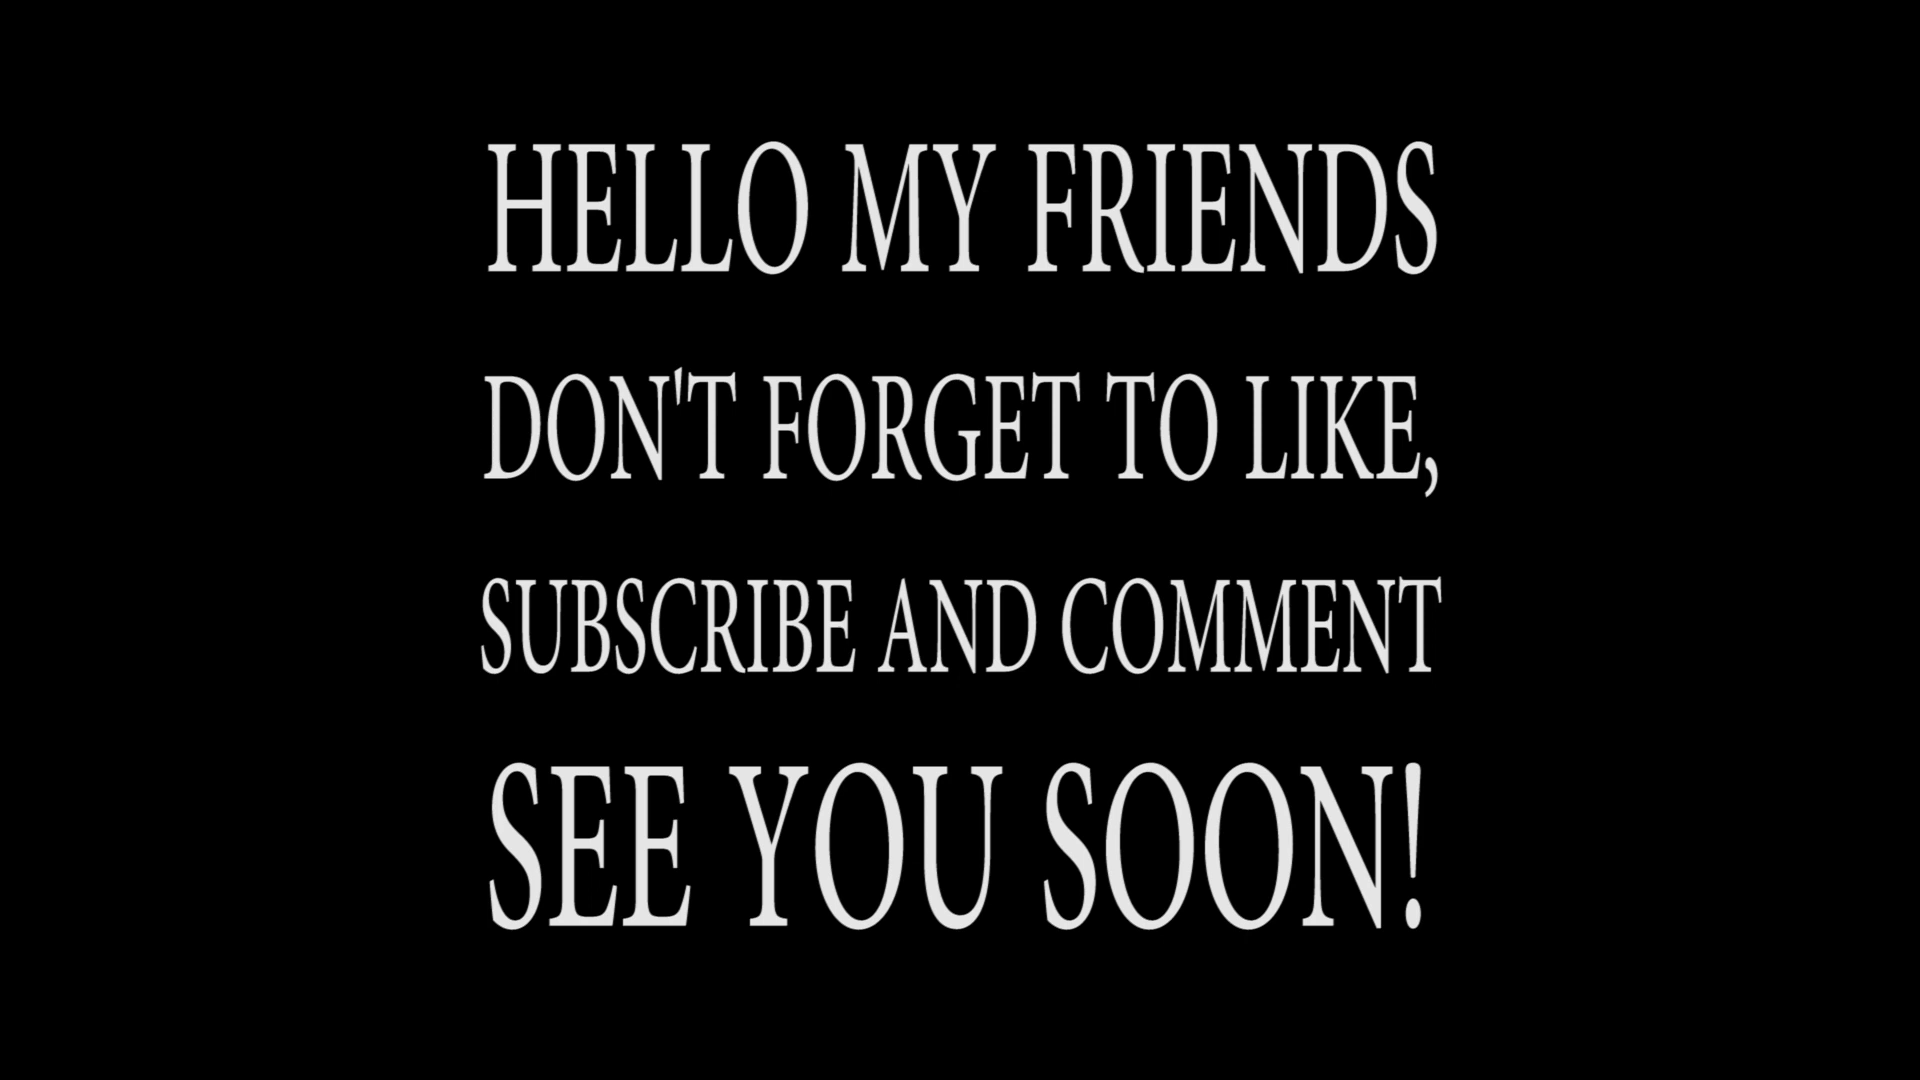 HELLO MY FRIENDS
DON'T FORGET TO LIKE,
SUBSCRIBE AND COMMENT
SEE YOU SOON!